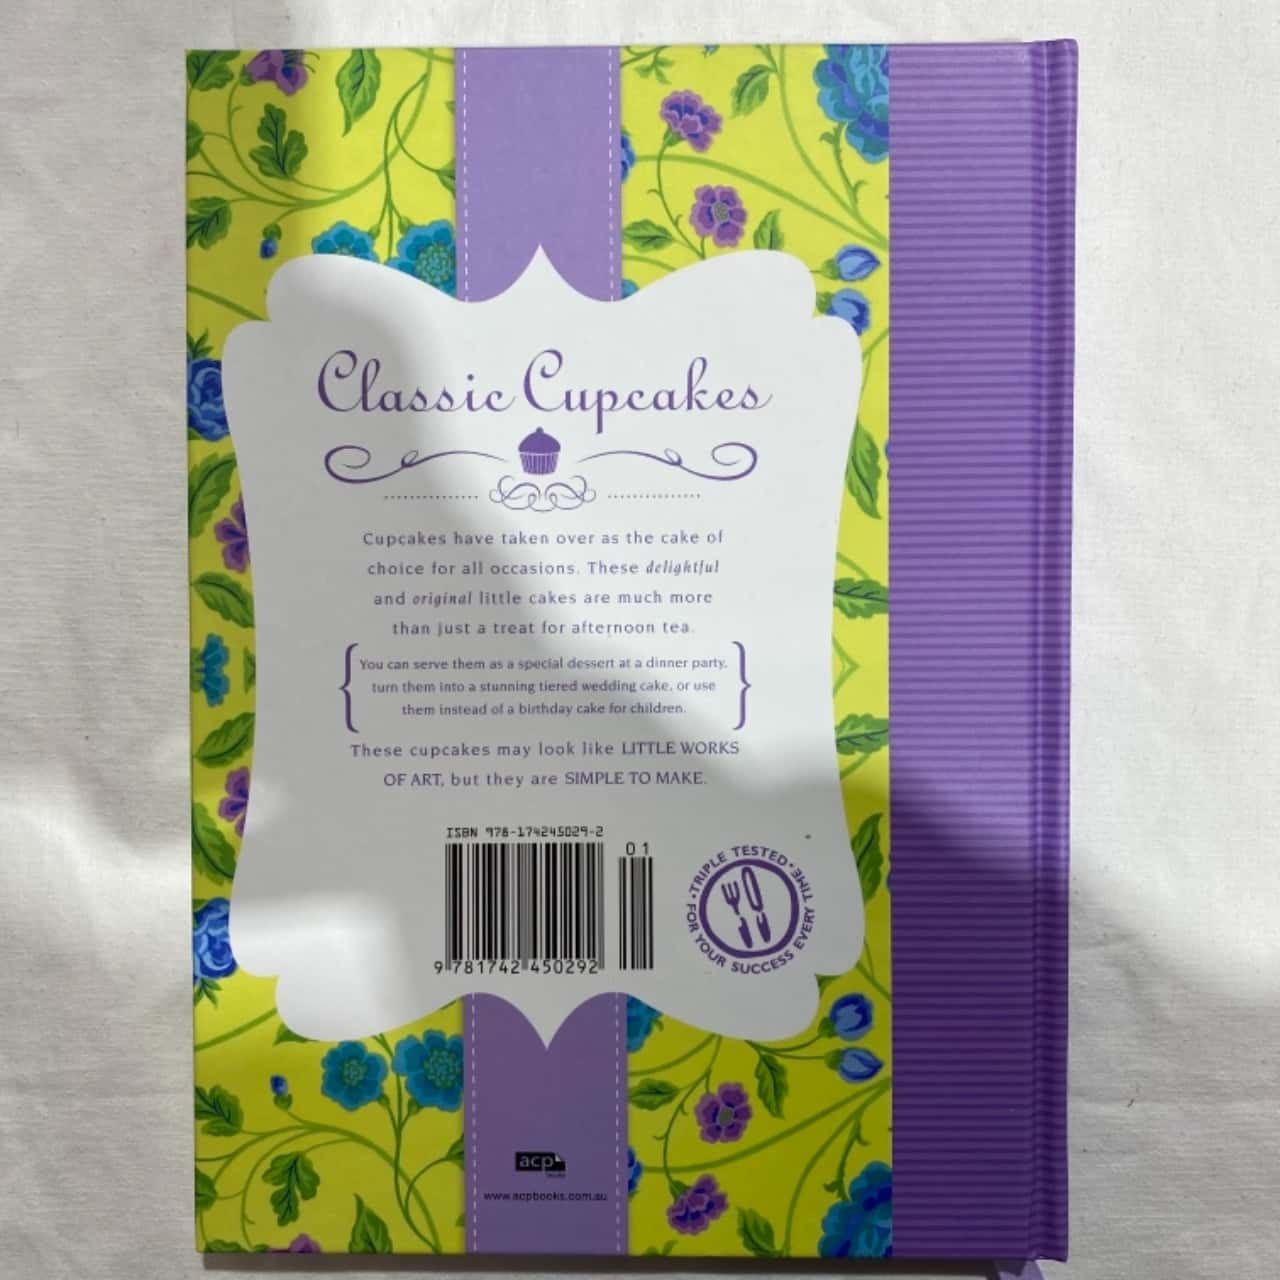 Classic Cupcakes
Cupcakes have taken over as the cake of
choice for all occasions. These delightful
and original little cakes are much more
than just a treat for afternoon tea.
You can serve them as a special dessert at a dinner party,
turn them into a stunning tiered wedding cake, or use
them instead of a birthday cake for children.
These cupcakes may look like LITTLE WORKS
OF ART, but they are SIMPLE TO MAKE.
ISBN 978-174245029-2
01
9 781742 450292
•TRIPLE TESTED•
FOR YOUR SUCCESS EVERY TIME•
acp
www.acpbooks.com.au